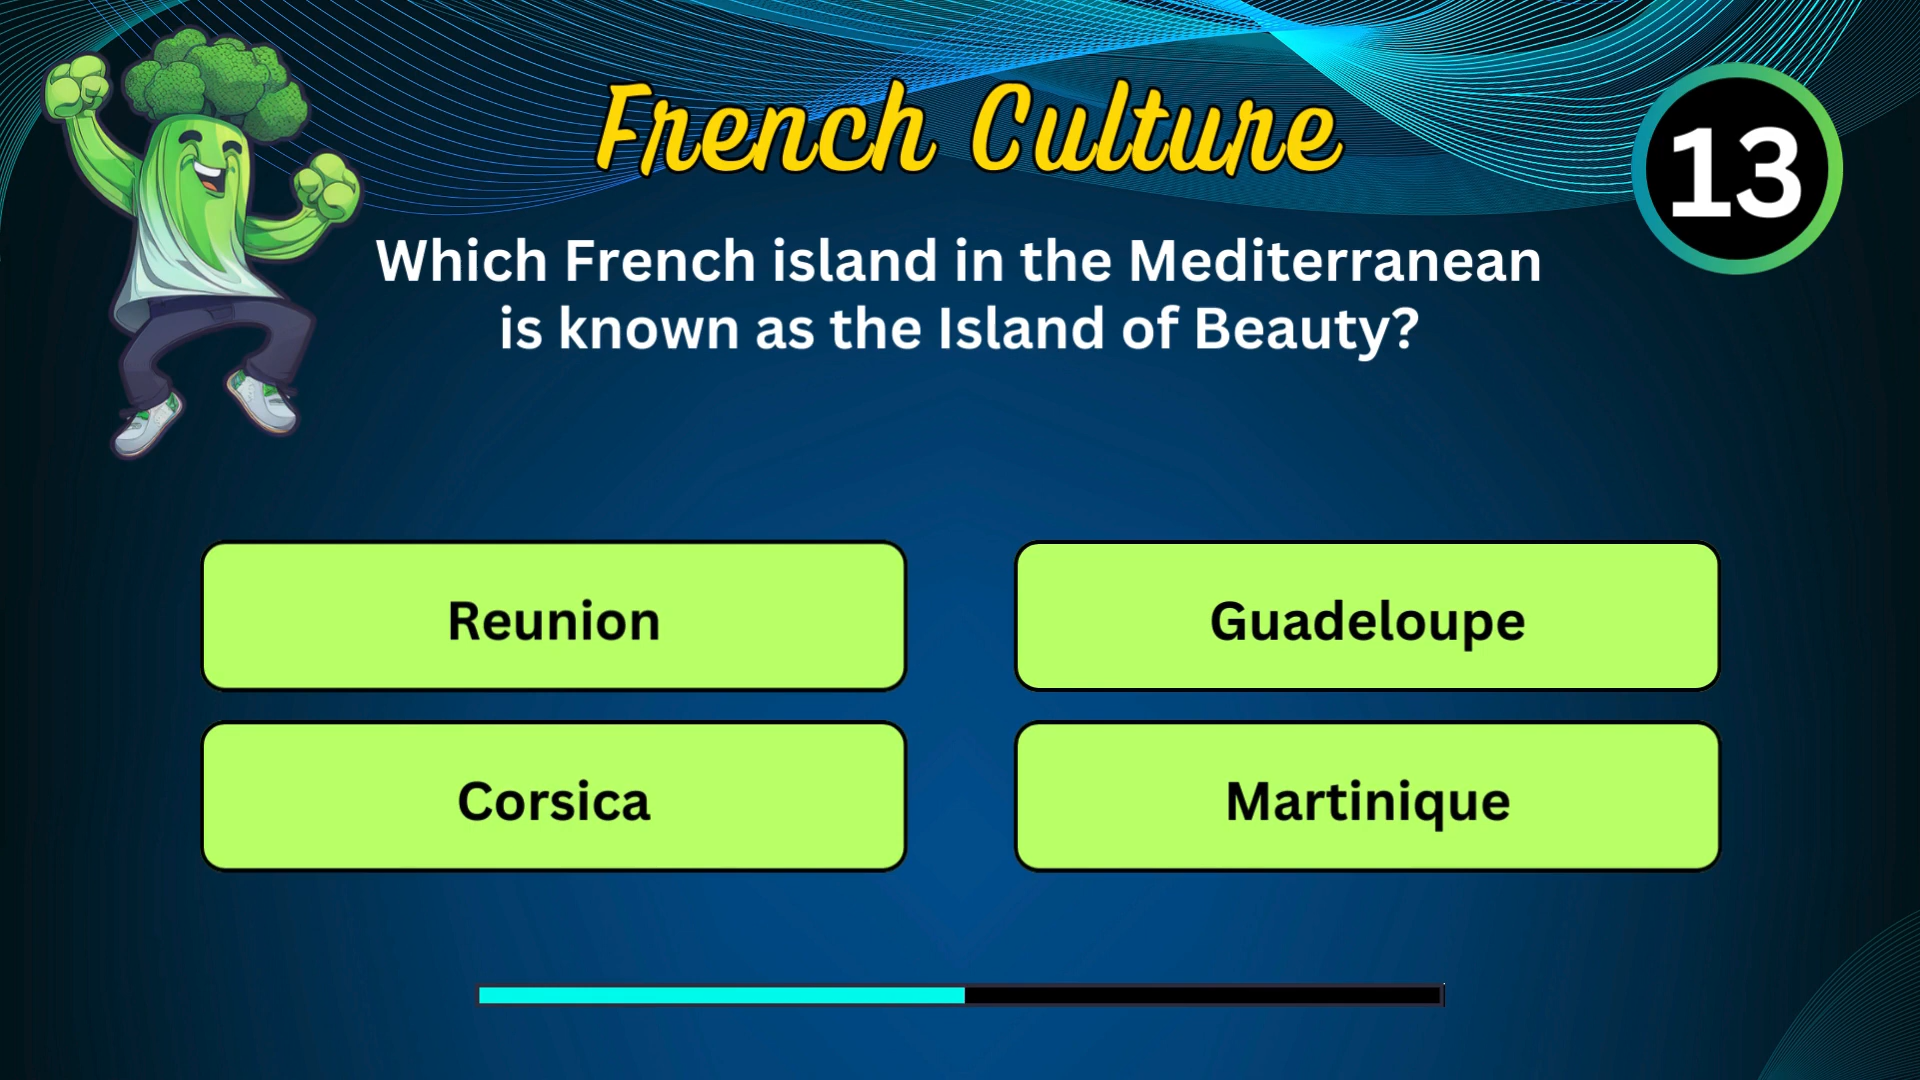 French Culture
13
Which French island in the Mediterranean
is known as the Island of Beauty?
Reunion
Guadeloupe
Corsica
Martinique